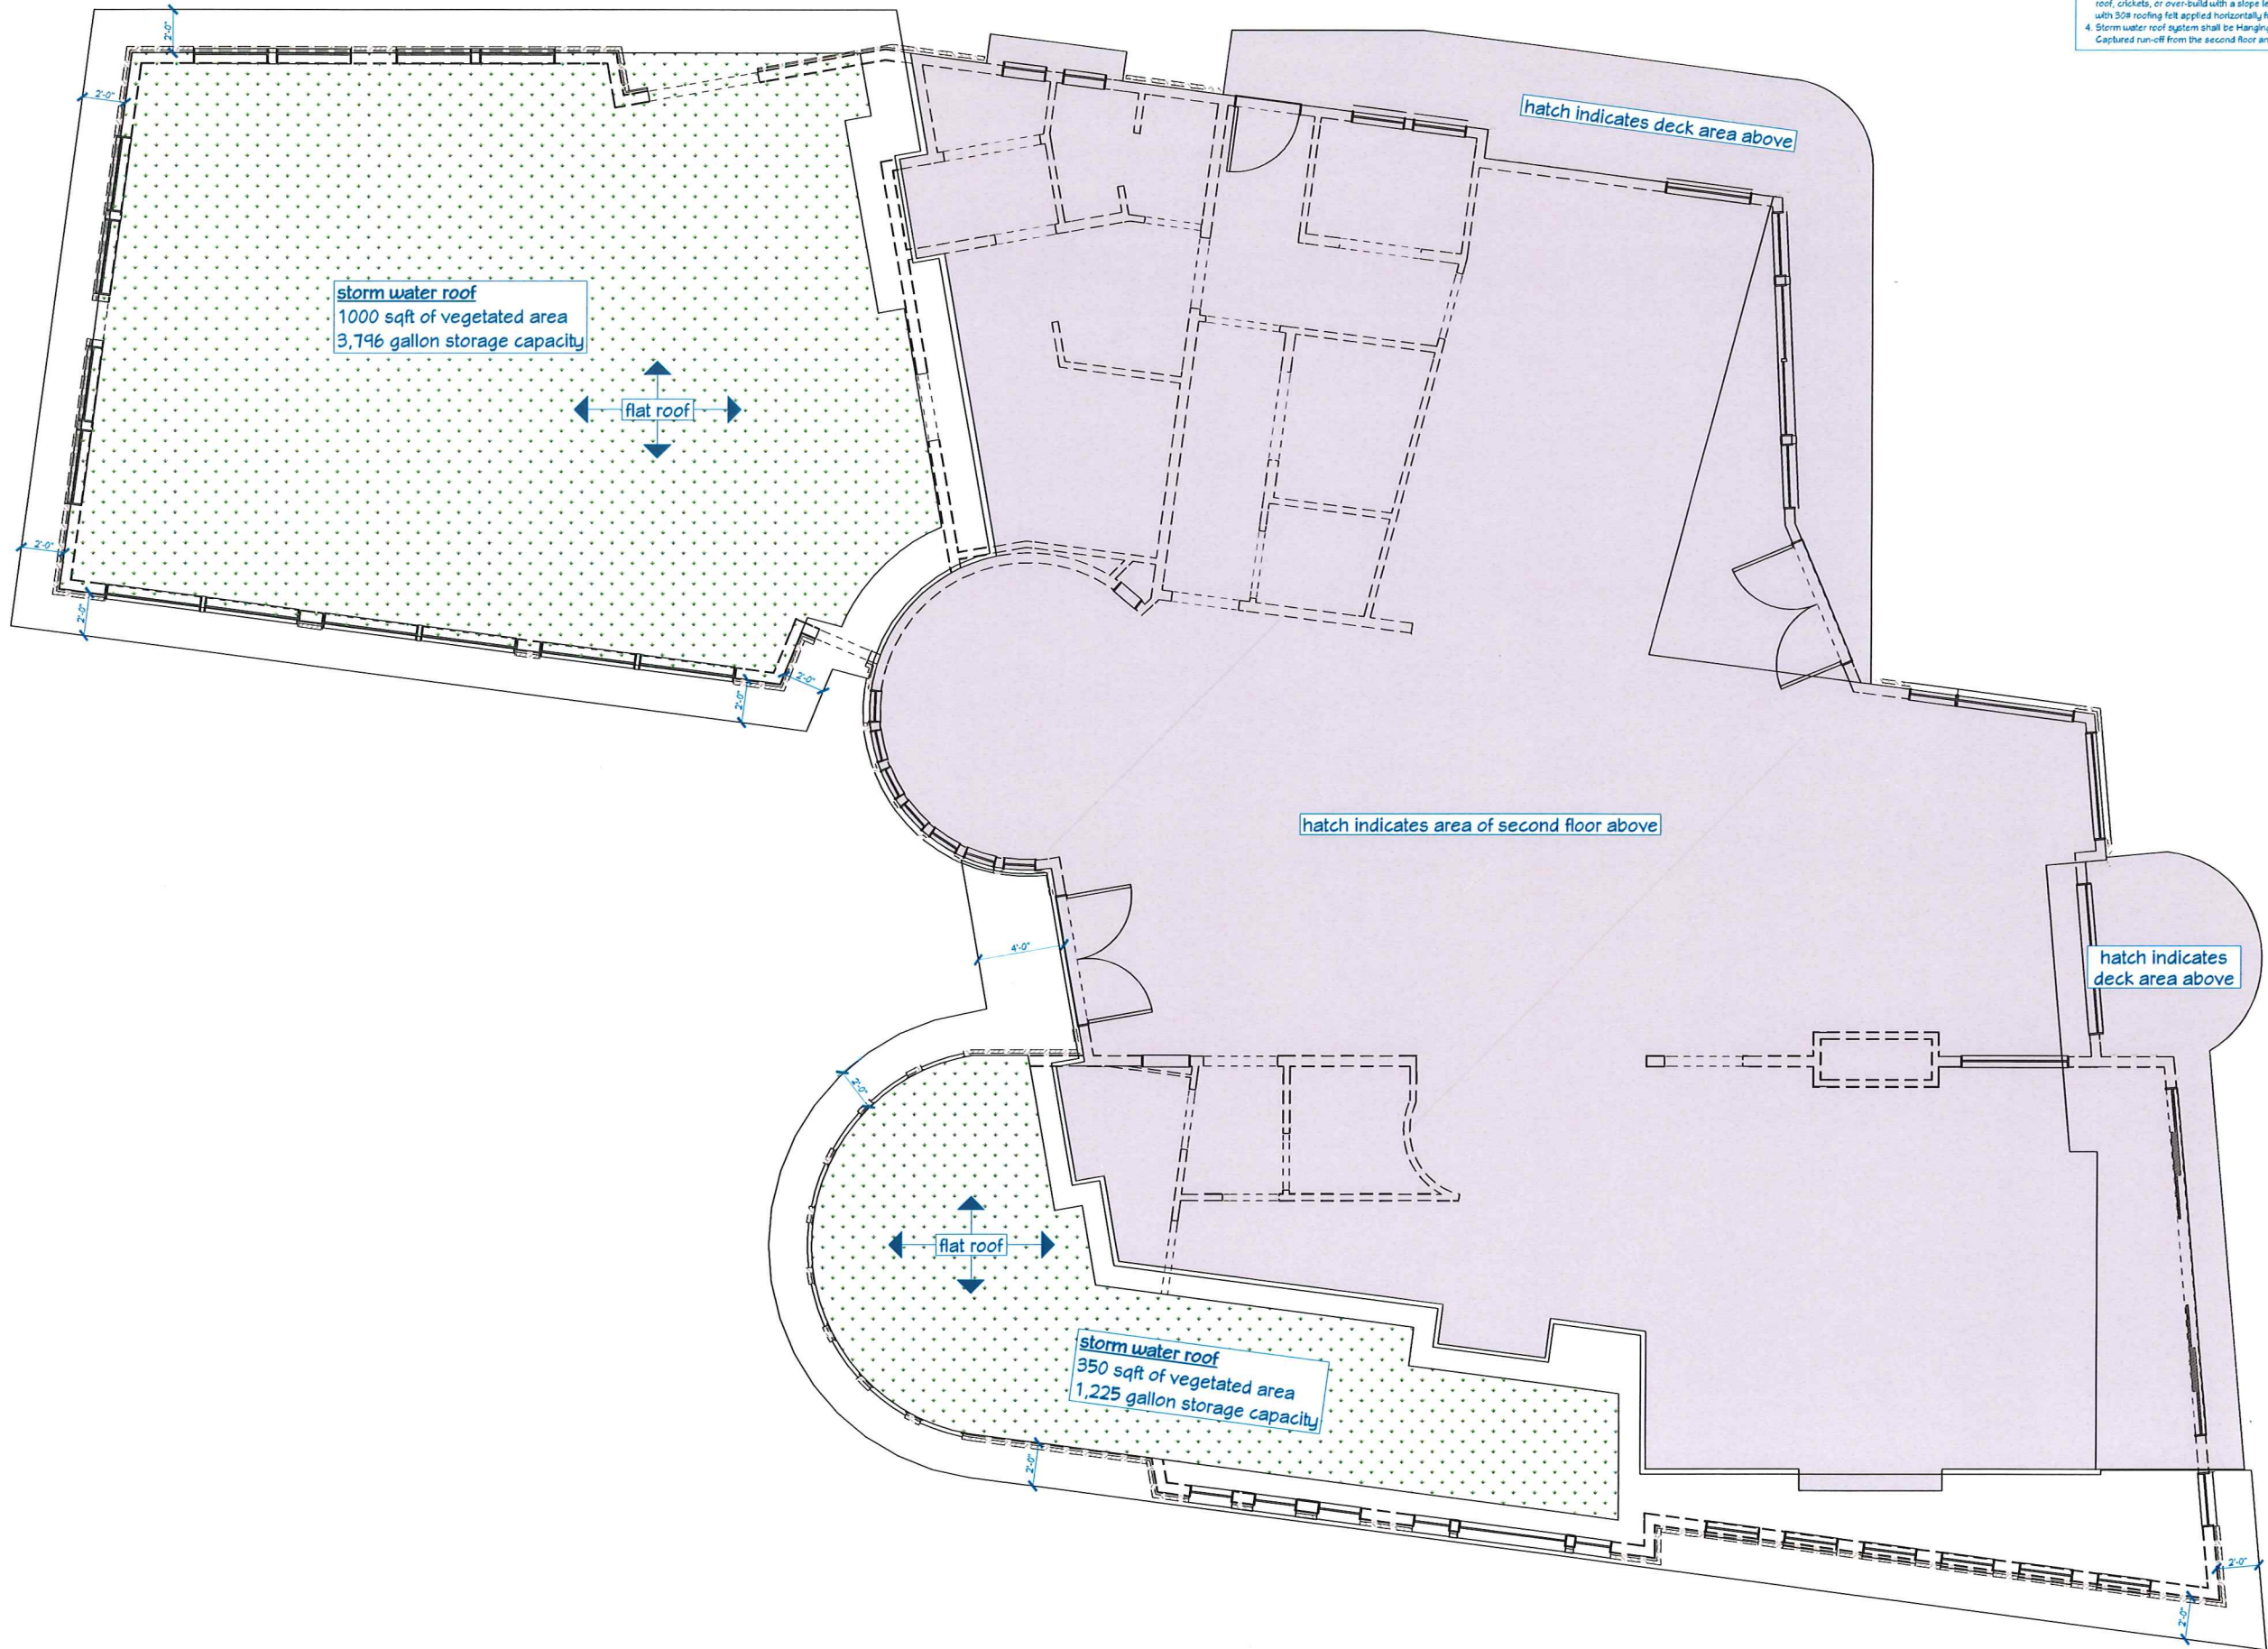 roof, crickets, or over-build with a slope
with 30# roofing felt applied horizontally
4. Storm water roof system shall be
Captured run-off from the second floor
2'-0"
hatch indicates deck area above
2'-0"
storm water roof
1000 sqft of vegetated area
3,796 gallon storage capacity
flat roof
2'-0"
2'-0"
2'-0"
2'-0"
hatch indicates area of second floor above
4'-0"
hatch indicates
deck area above
2'-0"
flat roof
storm water roof
350 sqft of vegetated area
1,225 gallon storage capacity
2'-0"
2'-0"
2'-0"